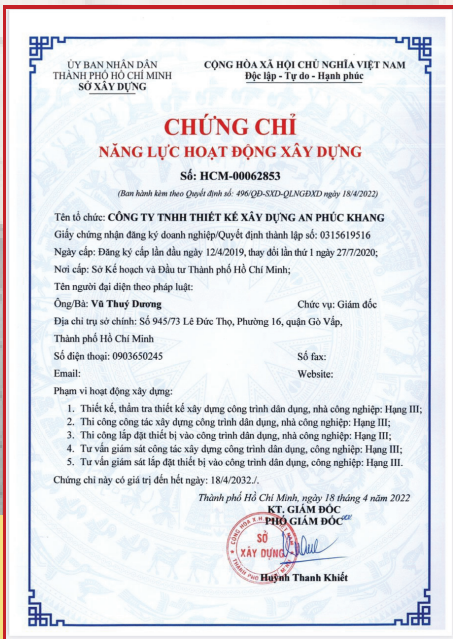 ỦY BAN NHÂN DÂN
THÀNH PHỐ HỒ CHÍ MINH
SỞ XÂY DỰNG
CỘNG HÒA XÃ HỘI CHỦ NGHĨA VIỆT NAM
Độc lập - Tự do - Hạnh phúc
CHỨNG CHỈ
NĂNG LỰC HOẠT ĐỘNG XÂY DỰNG
Số: HCM-00062853
(Ban hành kèm theo Quyết định số: 496/QĐ-SXD-QLNGĐXD ngày 18/4/2022)
Tên tổ chức: CÔNG TY TNHH THIẾT KẾ XÂY DỰNG AN PHÚC KHANG
Giấy chứng nhận đăng ký doanh nghiệp/Quyết định thành lập số: 0315619516
Ngày cấp: Đăng ký cấp lần đầu ngày 12/4/2019, thay đổi lần thứ 1 ngày 27/7/2020;
Nơi cấp: Sở Kế hoạch và Đầu tư Thành phố Hồ Chí Minh;
Tên người đại diện theo pháp luật:
Ông/Bà: Vũ Thuý Dương Chức vụ: Giám đốc
Địa chỉ trụ sở chính: Số 945/73 Lê Đức Thọ, Phường 16, quận Gò Vấp,
Thành phố Hồ Chí Minh
Số điện thoại: 0903650245 Số fax:
Email: Website:
Phạm vi hoạt động xây dựng:
1. Thiết kế, thẩm tra thiết kế xây dựng công trình dân dụng, nhà công nghiệp: Hạng III;
2. Thi công công tác xây dựng công trình dân dụng, nhà công nghiệp: Hạng III;
3. Thi công lắp đặt thiết bị vào công trình dân dụng, nhà công nghiệp: Hạng III;
4. Tư vấn giám sát công tác xây dựng công trình dân dụng, công nghiệp: Hạng III;
5. Tư vấn giám sát lắp đặt thiết bị vào công trình dân dụng, công nghiệp: Hạng III.
Chứng chỉ này có giá trị đến hết ngày: 18/4/2032./.
Thành phố Hồ Chí Minh, ngày 18 tháng 4 năm 2022
KT. GIÁM ĐỐC
PHÓ GIÁM ĐỐC
SỞ
XÂY DỰNG
Huỳnh Thanh Khiết